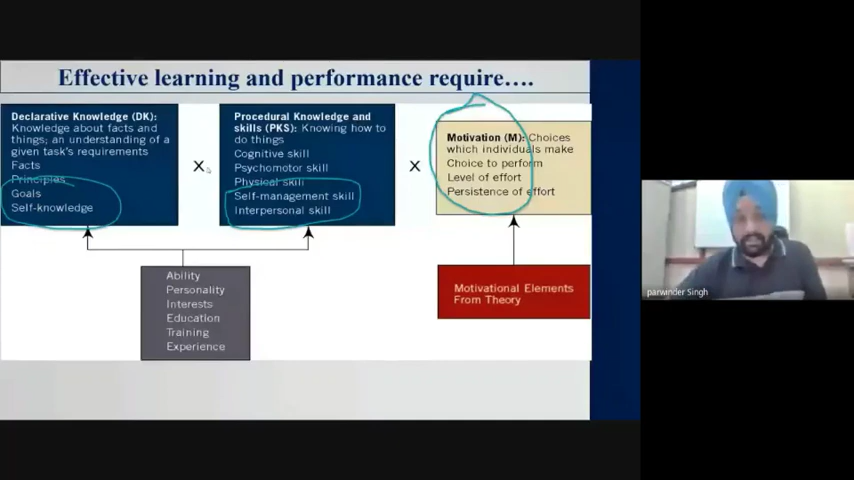 Effective learning and performance require….
Declarative Knowledge (DK):
Knowledge about facts and
things; an understanding of a
given task's requirements
Facts
Principles
Goals
Self-knowledge
X
Procedural Knowledge and
skills (PKS): Knowing how to
do things
Cognitive skill
Psychomotor skill
Physical skill
Self-management skill
Interpersonal skill
X
Motivation (M): Choices
which individuals make
Choice to perform
Level of effort
Persistence of effort
Ability
Personality
Interests
Education
Training
Experience
Motivational Elements
From Theory
parwinder Singh